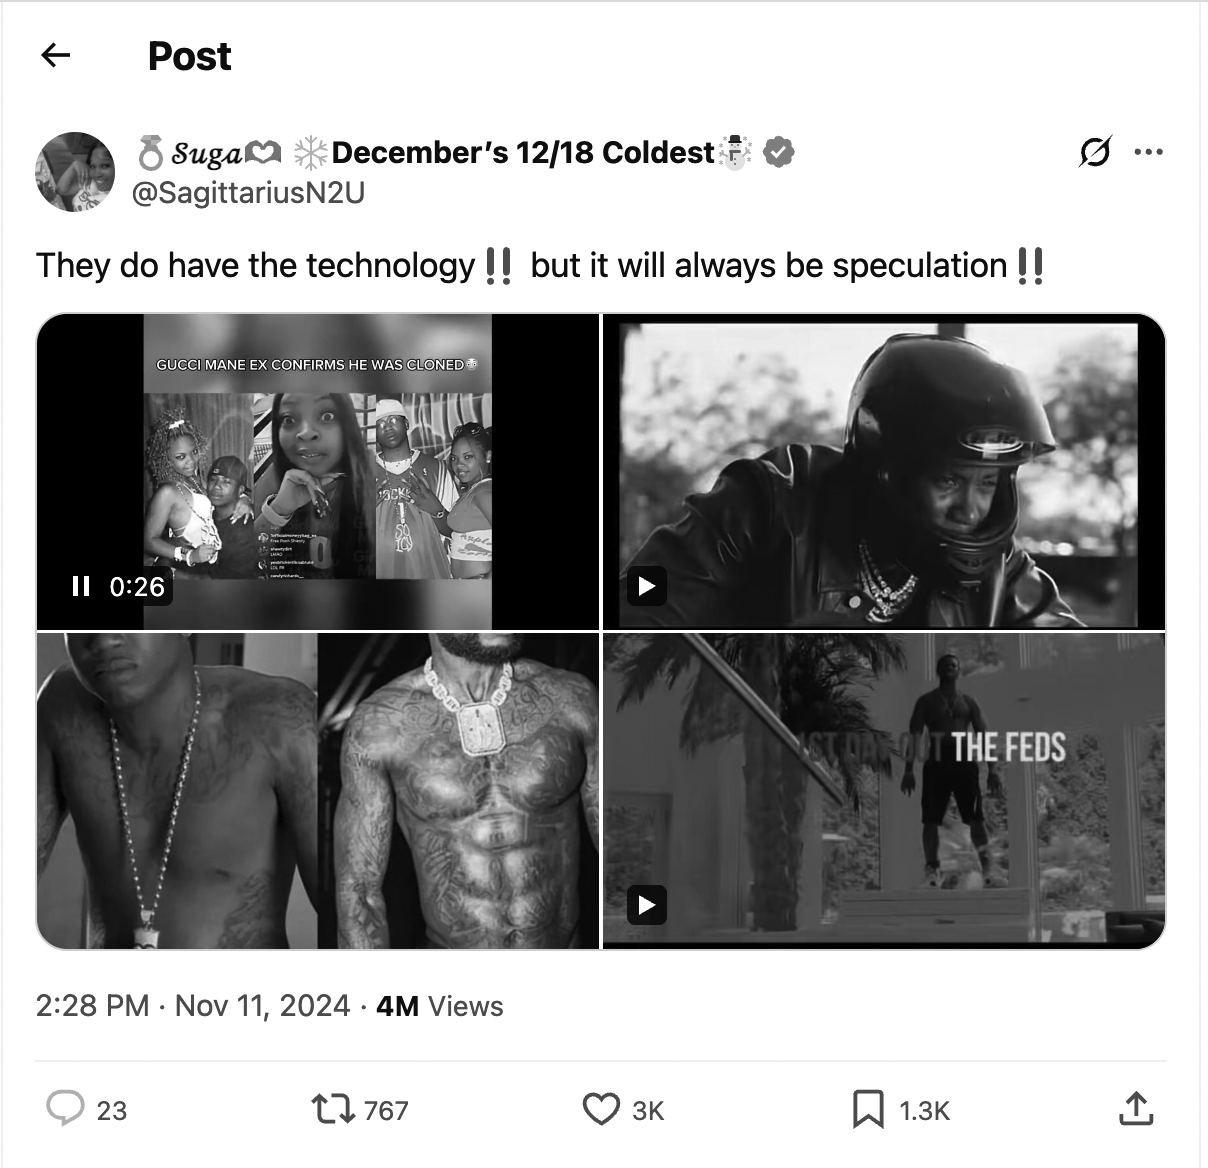 Post
💍 𝓢𝓾𝓰𝓪🫶 ❄️December’s 12/18 Coldest☃️
@SagittariusN2U
They do have the technology‼️ but it will always be speculation‼️
GUCCI MANE EX CONFIRMS HE WAS CLONED😳
0:26
THE FEDS
2:28 PM · Nov 11, 2024 · 4M Views
23
767
3K
1.3K